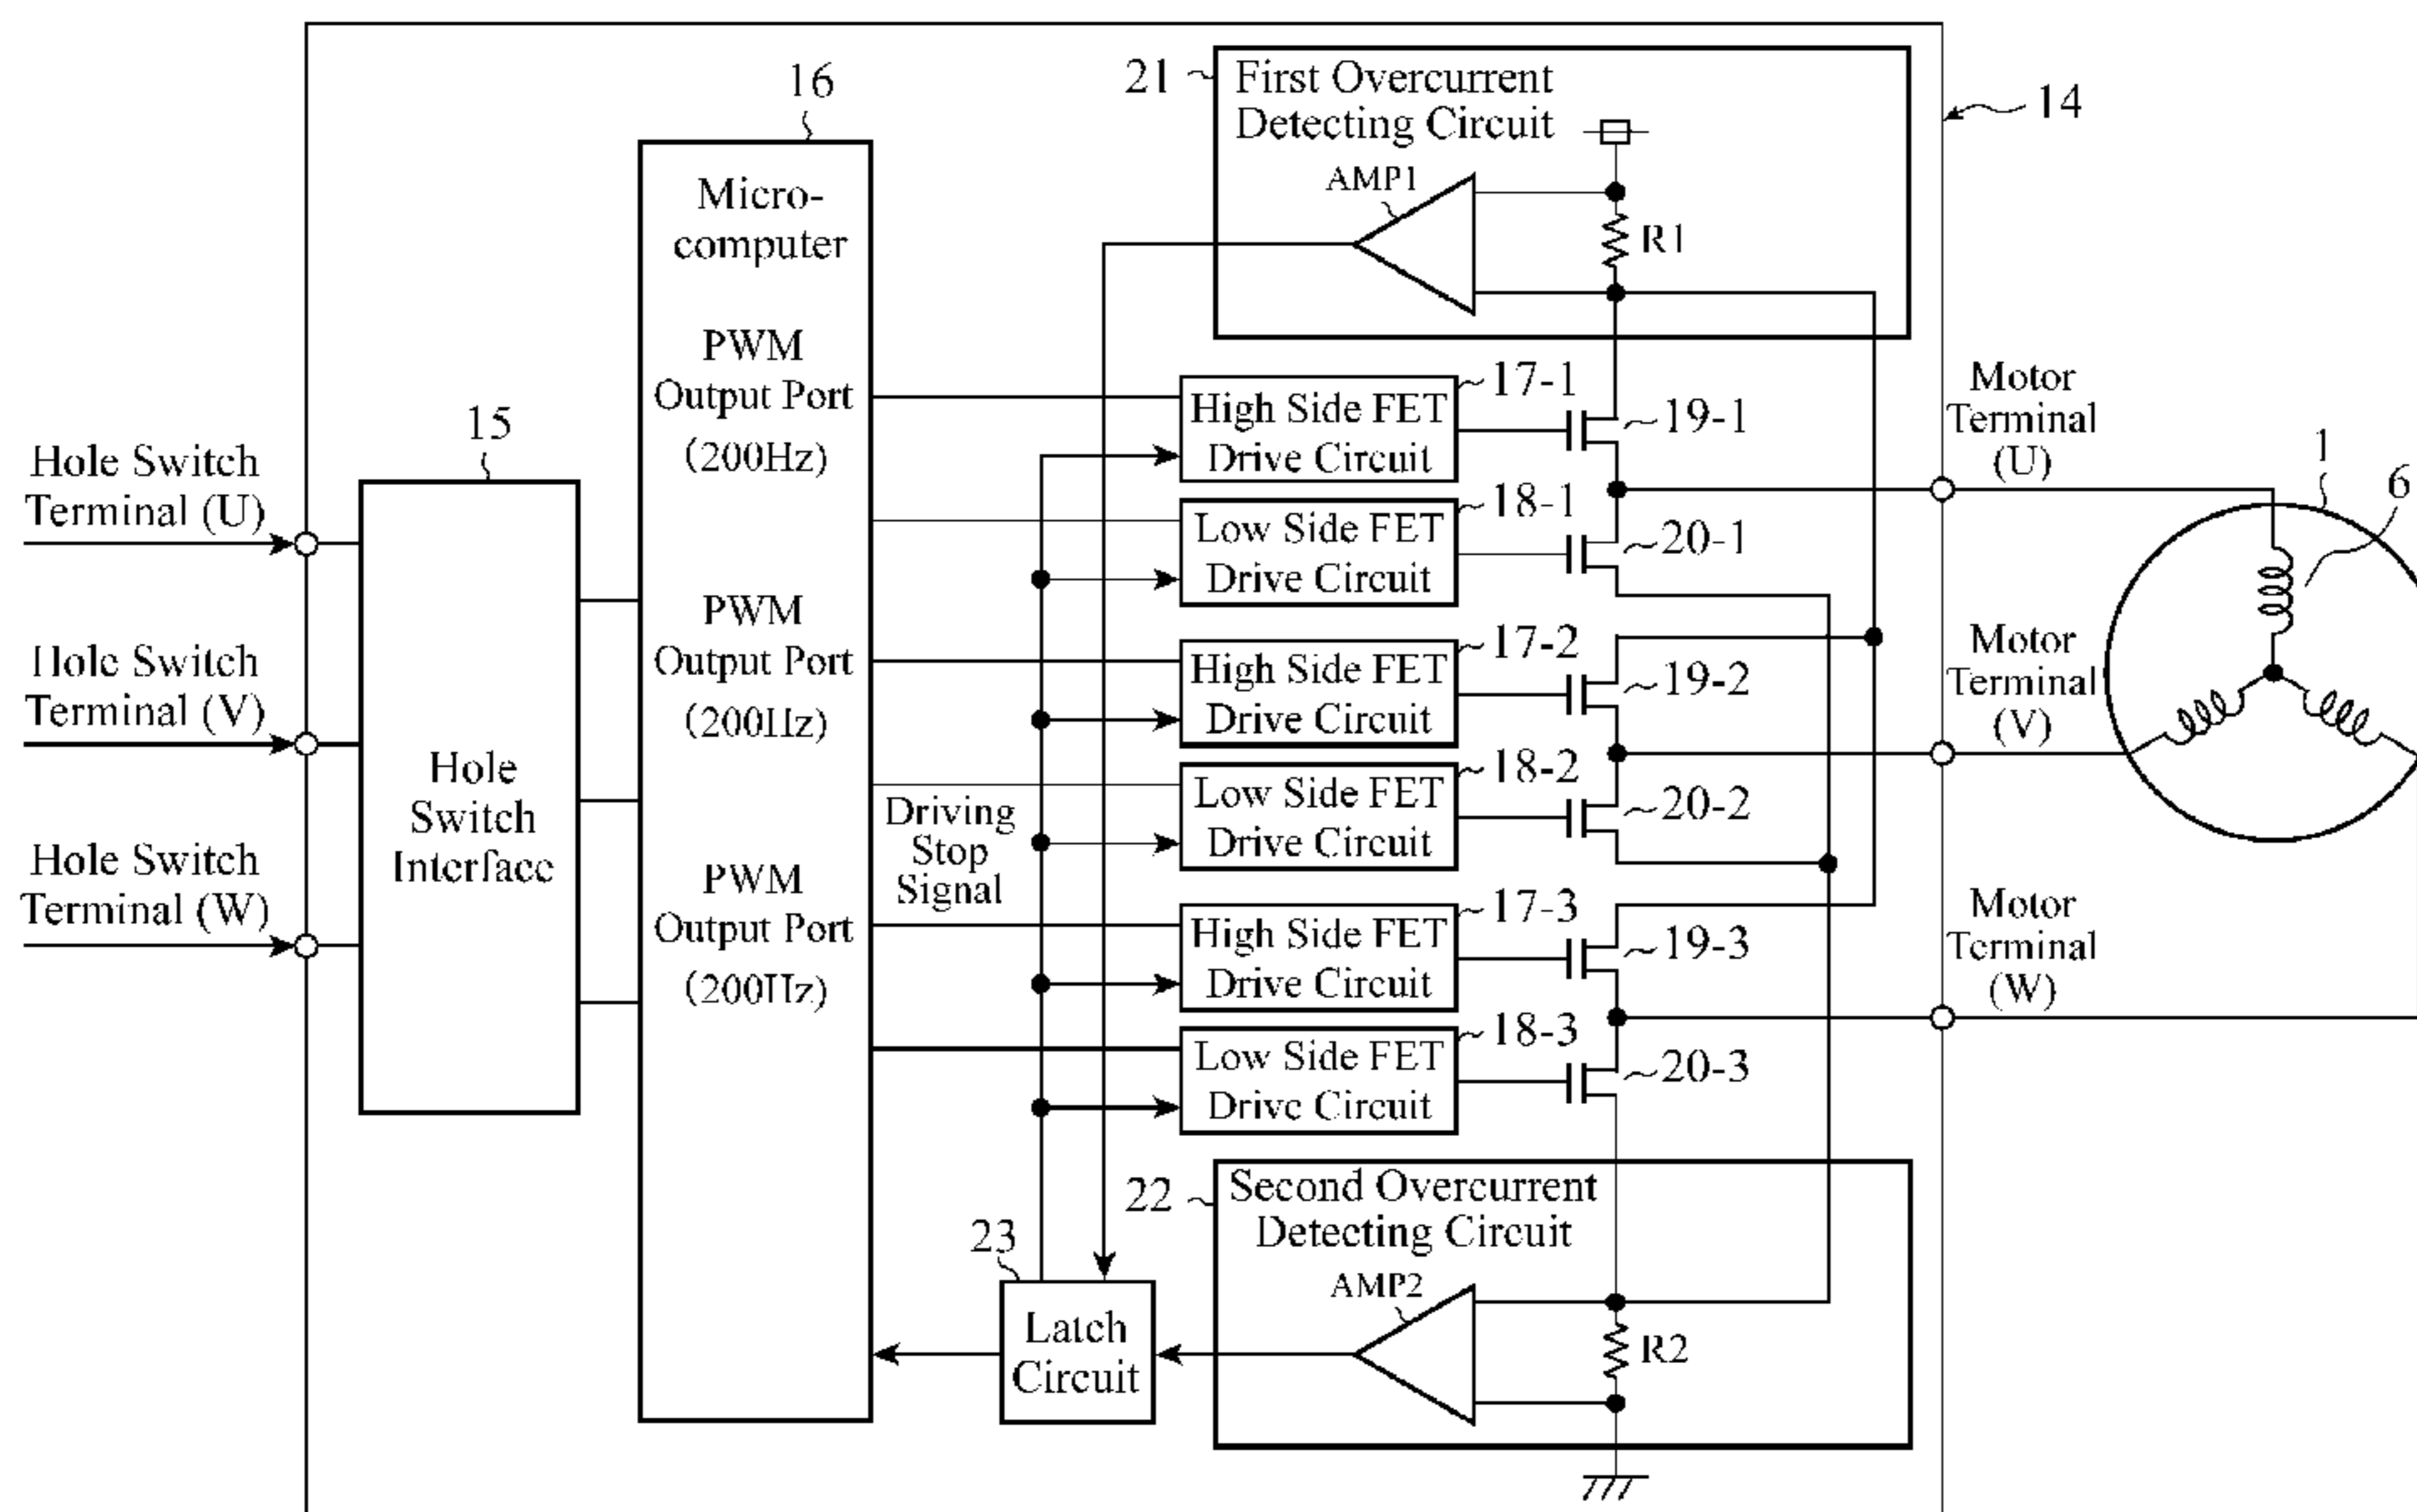 21
First Overcurrent
Detecting Circuit
14
16
Micro-
computer
AMP1
R1
PWM
Output Port
(200Hz)
17-1
High Side FET
Drive Circuit
19-1
Motor
Terminal
(U)
1
6
15
Hole Switch
Terminal (U)
18-1
Low Side FET
Drive Circuit
20-1
PWM
Output Port
(200Hz)
17-2
High Side FET
Drive Circuit
19-2
Motor
Terminal
(V)
Hole Switch
Terminal (V)
Hole
Switch
Interface
18-2
Low Side FET
Drive Circuit
20-2
Driving
Stop
Signal
Hole Switch
Terminal (W)
PWM
Output Port
(200Hz)
17-3
High Side FET
Drive Circuit
19-3
Motor
Terminal
(W)
18-3
Low Side FET
Drive Circuit
20-3
22
Second Overcurrent
Detecting Circuit
23
Latch
Circuit
AMP2
R2